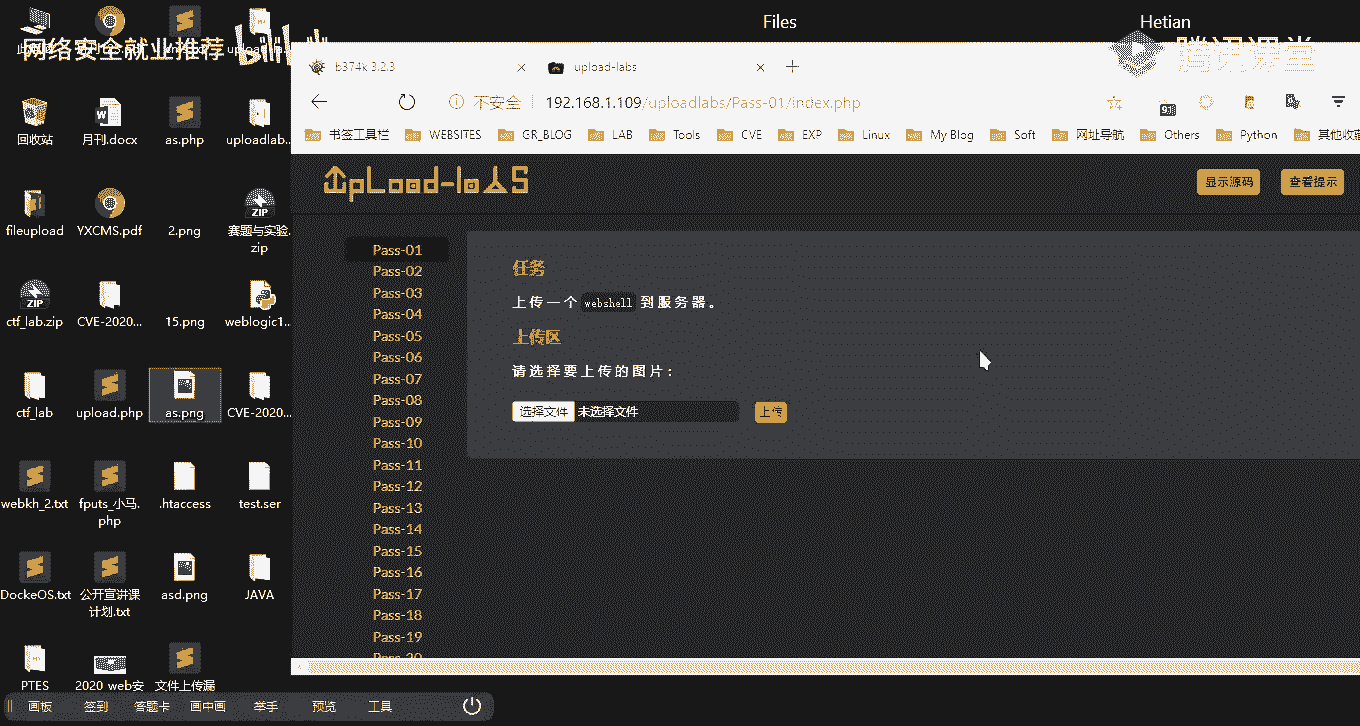 Files
Hetian
网络安全就业推荐 bilibili
腾讯课堂
b374k 3.2.3
upload-labs
不安全
192.168.1.109/uploadlabs/Pass-01/index.php
书签工具栏
WEBSITES
GR_BLOG
LAB
Tools
CVE
EXP
Linux
My Blog
Soft
网址导航
Others
Python
UpLoad-labS
显示源码
查看提示
Pass-01
Pass-02
Pass-03
Pass-04
Pass-05
Pass-06
Pass-07
Pass-08
Pass-09
Pass-10
Pass-11
Pass-12
Pass-13
Pass-14
Pass-15
Pass-16
Pass-17
Pass-18
Pass-19
Pass-20
任务
上传一个 webshell 到服务器。
上传区
请选择要上传的图片：
选择文件 未选择文件
上传
回收站
月刊.docx
as.php
uploadlab...
fileupload
YXCMS.pdf
2.png
赛题与实验.
zip
ctf_lab.zip
CVE-2020...
15.png
weblogic1...
ctf_lab
upload.php
as.png
CVE-2020...
webkh_2.txt
fputs_小马.
php
.htaccess
test.ser
DockeOS.txt
公开宣讲课
计划.txt
asd.png
JAVA
PTES
2020 web安
文件上传漏
画板
签到
答题卡
画中画
举手
预览
工具